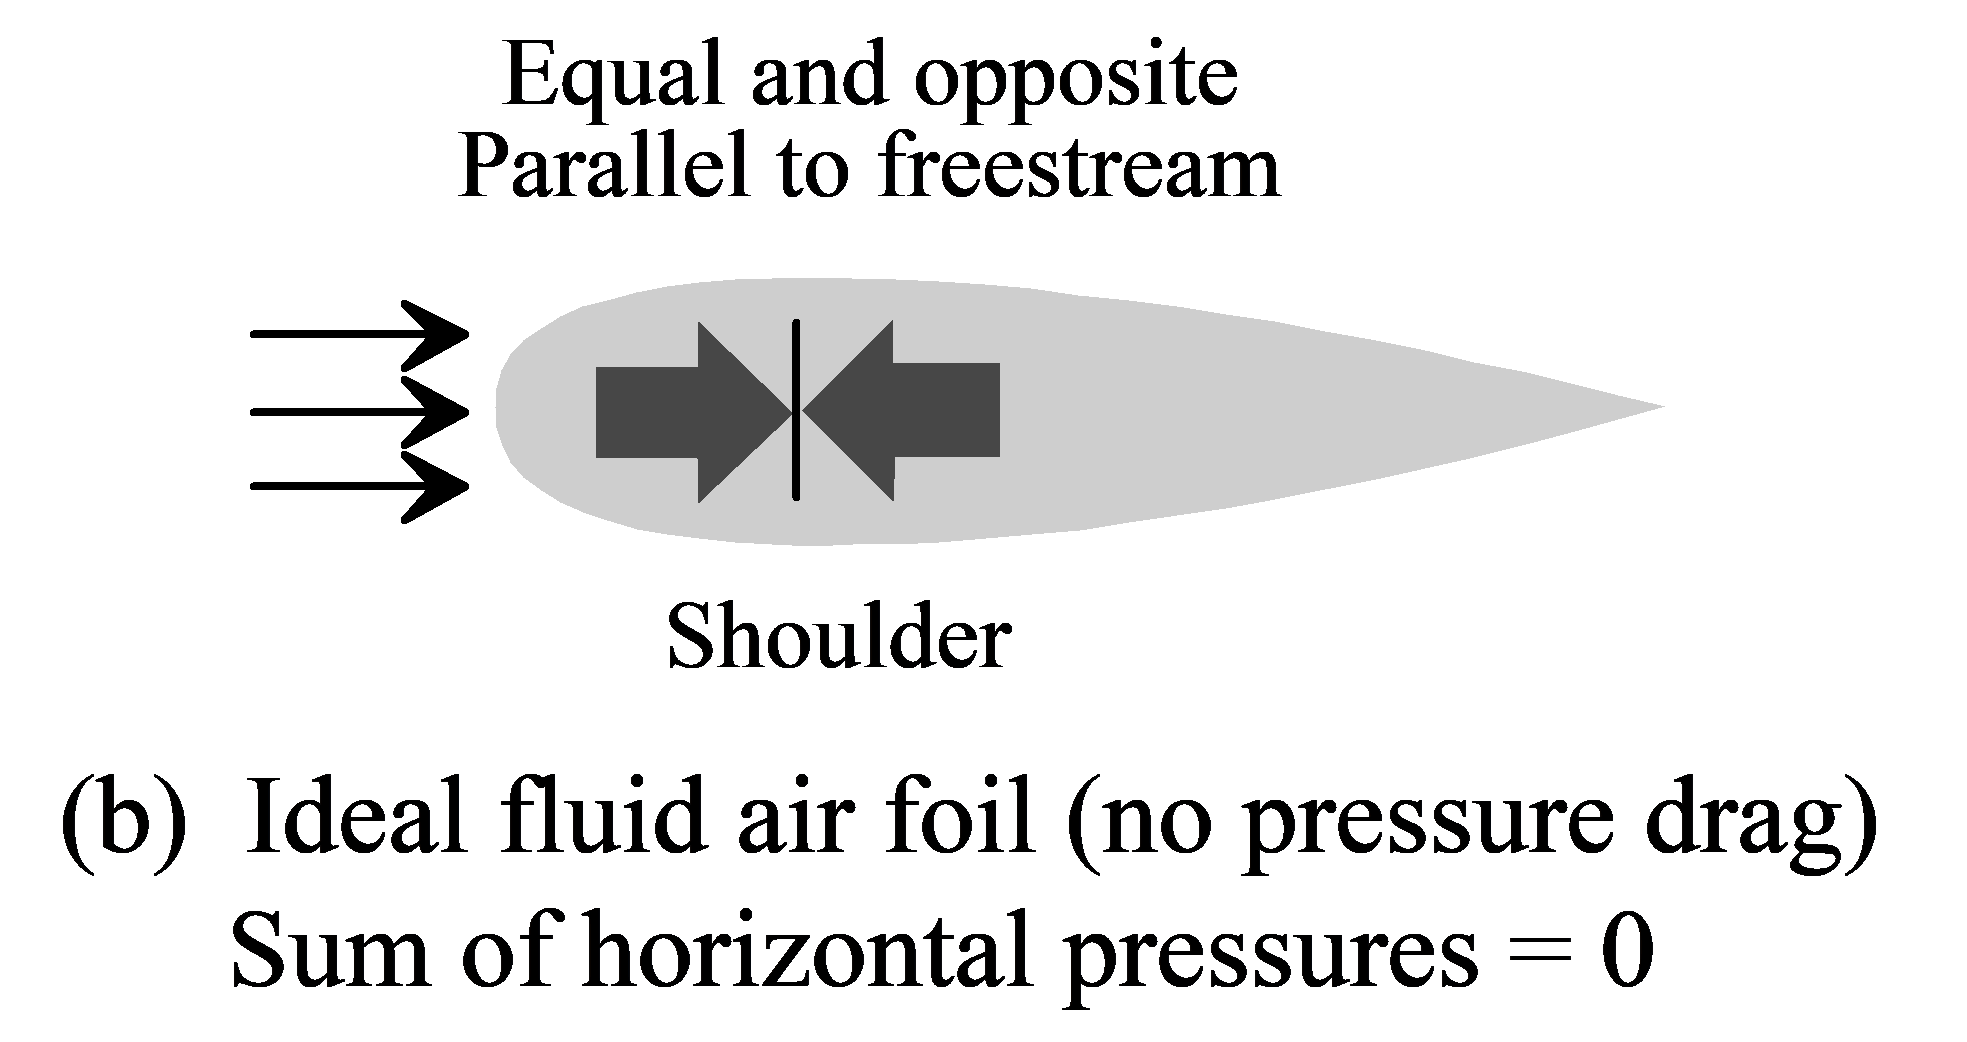 Equal and opposite
Parallel to freestream
Shoulder
(b) Ideal fluid air foil (no pressure drag)
Sum of horizontal pressures = 0